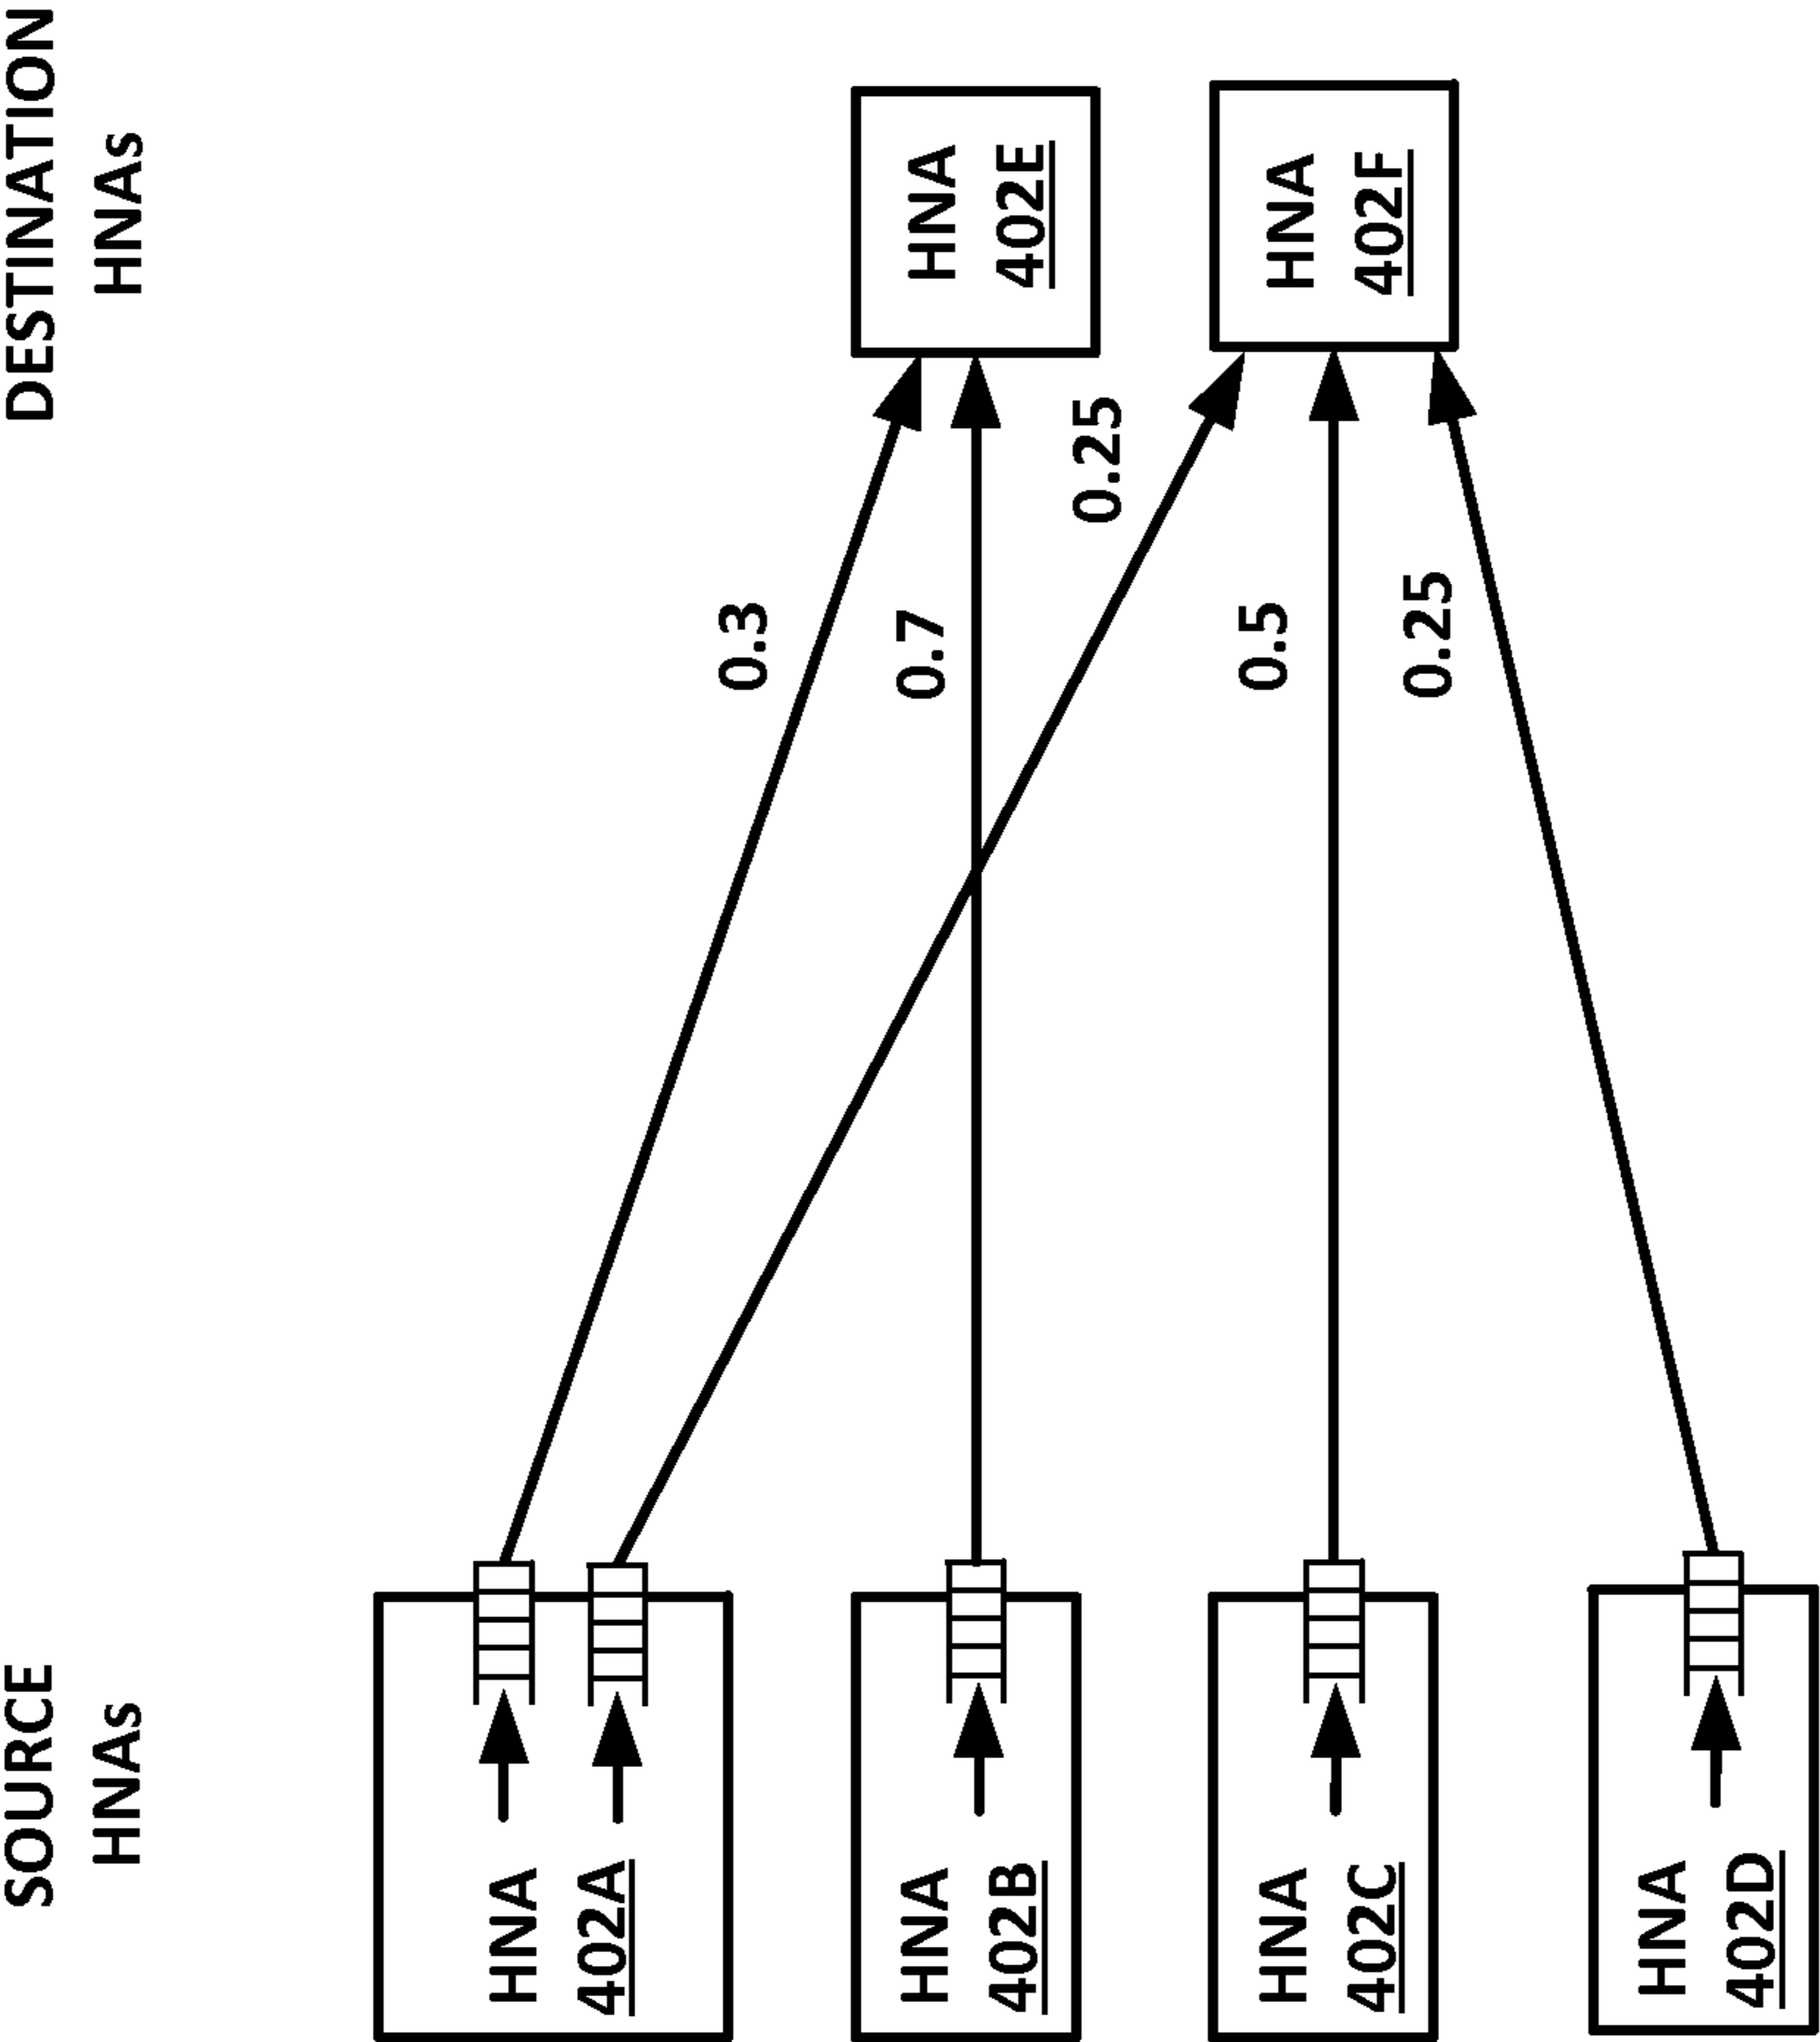 SOURCE
HNAs
DESTINATION
HNAs
HNA
402A
0.3
HNA
402E
0.7
HNA
402B
0.25
HNA
402F
0.5
HNA
402C
0.25
HNA
402D